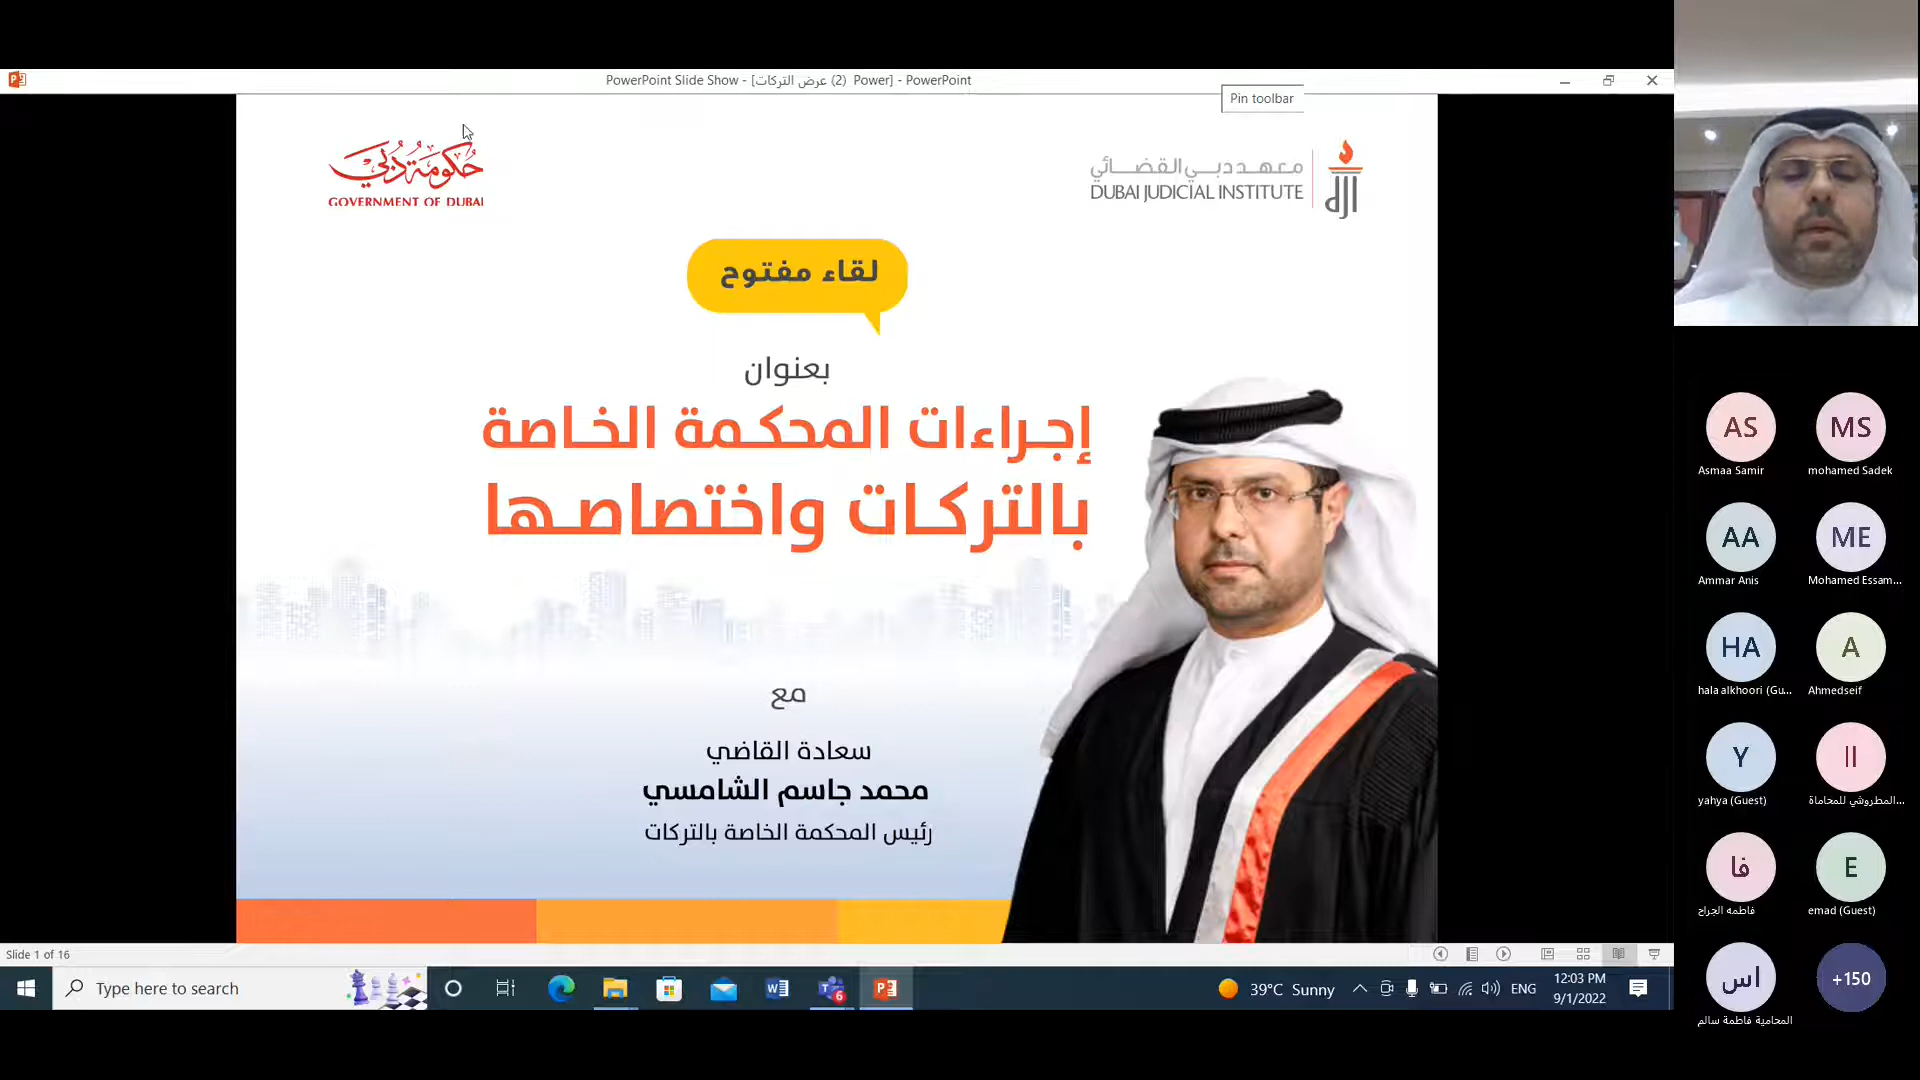 PowerPoint Slide Show - [عرض التركات (2) Power] - PowerPoint
Pin toolbar
حكومة دبي
GOVERNMENT OF DUBAI
معهد دبي القضائي
DUBAI JUDICIAL INSTITUTE
لقاء مفتوح
بعنوان
إجراءات المحكمة الخاصة
بالتركات واختصاصها
مع
سعادة القاضي
محمد جاسم الشامسي
رئيس المحكمة الخاصة بالتركات
Slide 1 of 16
Type here to search
6
39°C Sunny
ENG
12:03 PM
9/1/2022
AS
MS
Asmaa Samir
mohamed Sadek
AA
ME
Ammar Anis
Mohamed Essam...
HA
A
hala alkhoori (Gu...
Ahmedseif
Y
اا
yahya (Guest)
المطروشي للمحاماة...
فا
E
فاطمه الجراح
emad (Guest)
اس
+150
المحامية فاطمة سالم